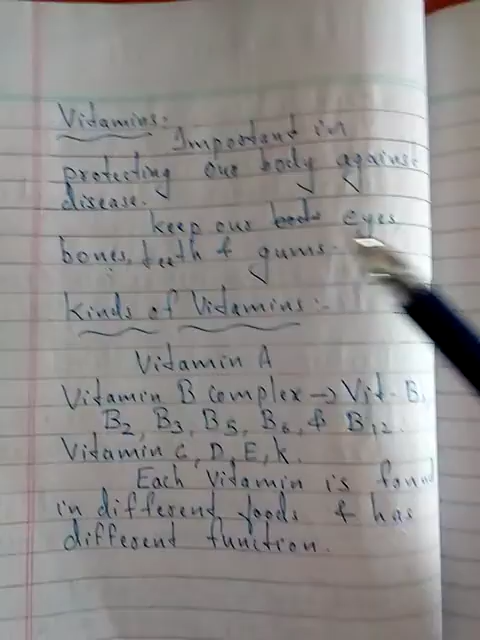 Vitamins:
Important in
protecting our body against
disease.
keep our eyes,
bones, teeth & gums.
Kinds of Vitamins:-
Vitamin A
Vitamin B complex → Vit. B1
B2, B3, B5, B6, & B12.
Vitamin C, D, E, K.
Each Vitamin is found
in different foods & has
different function.